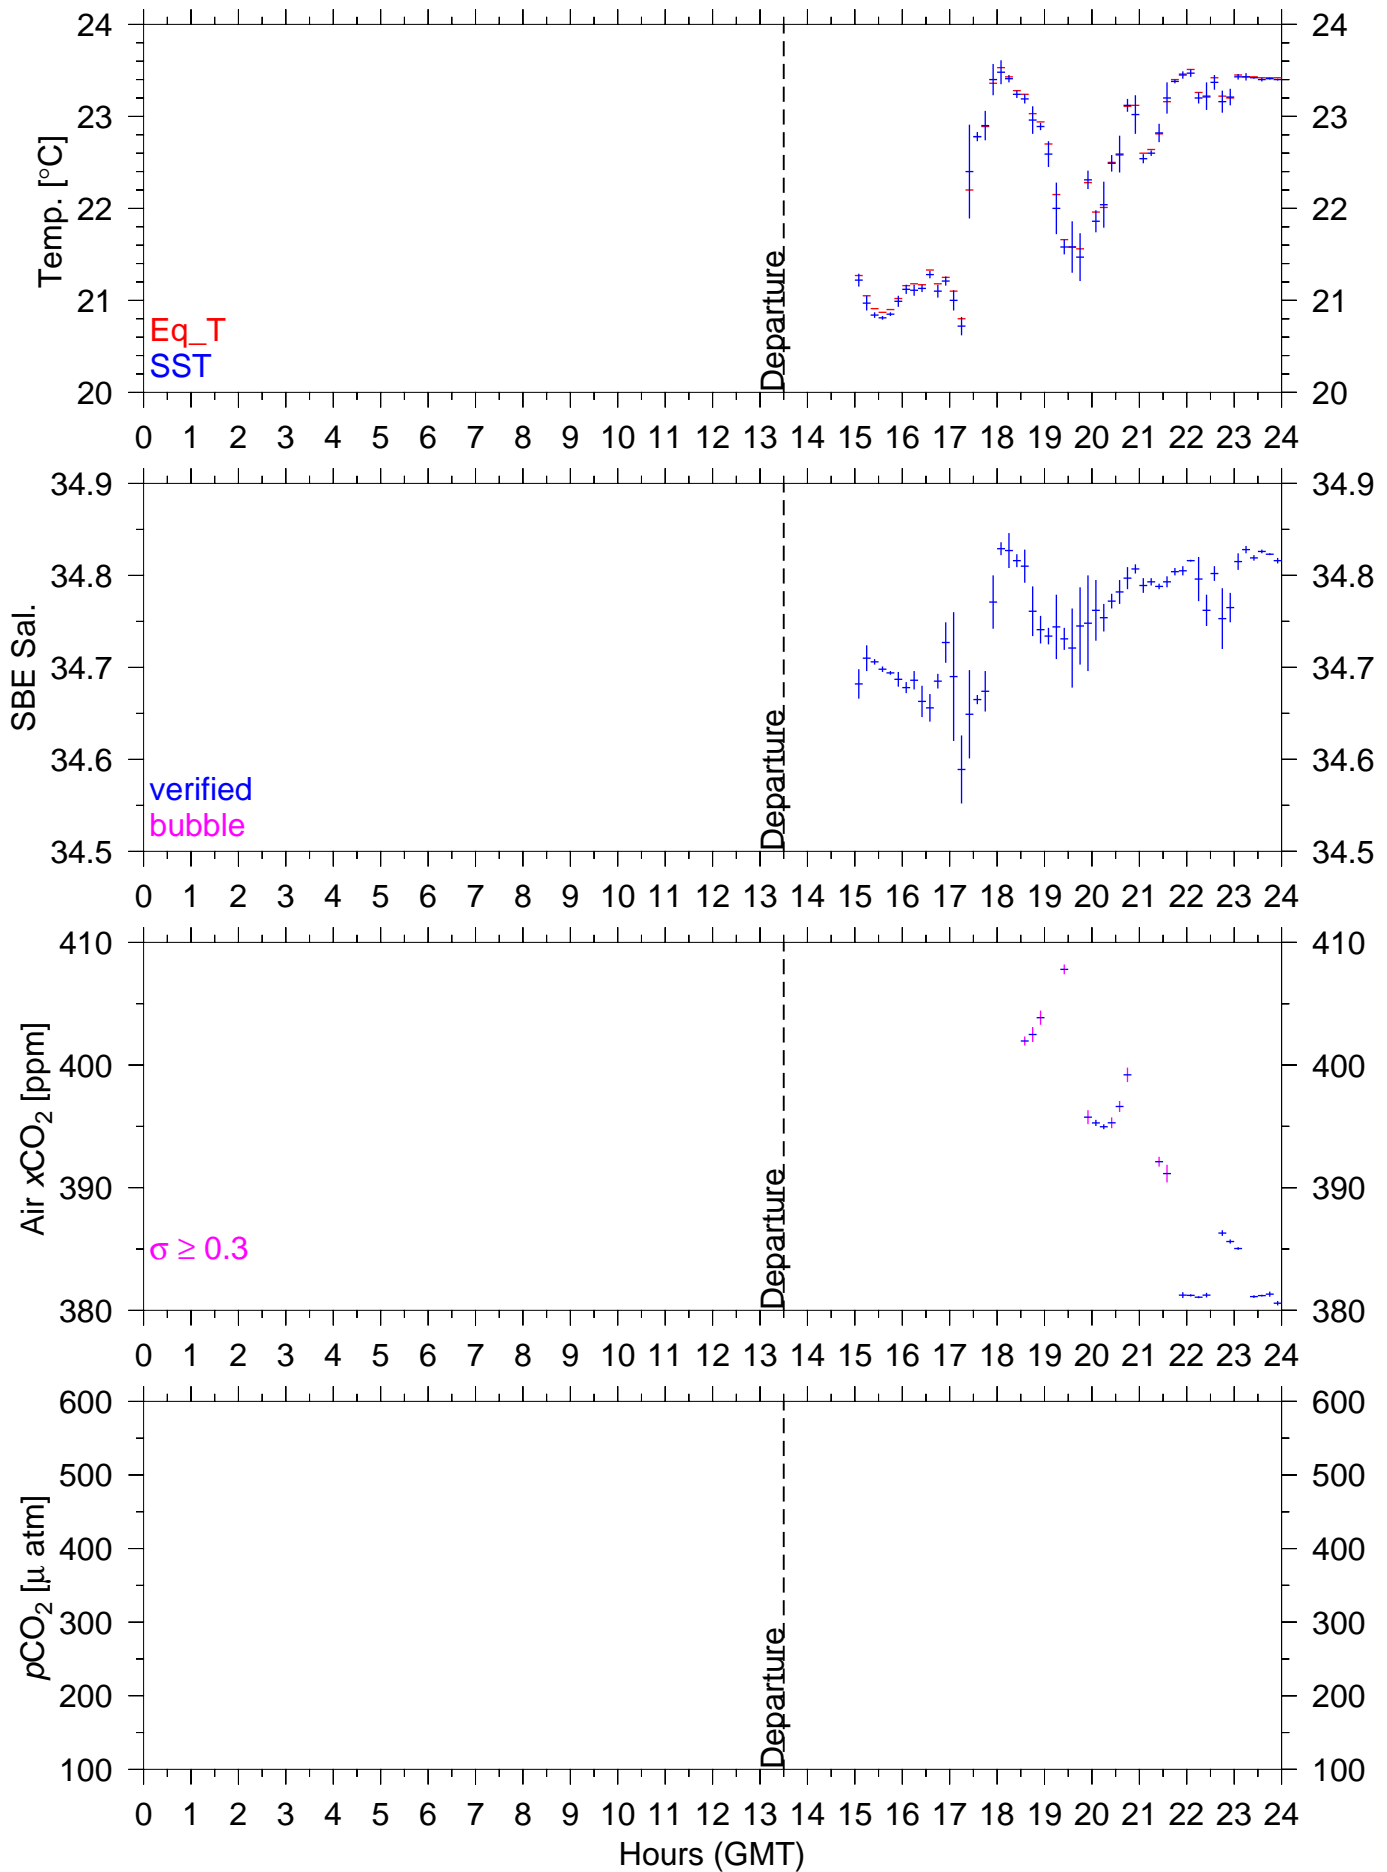 24 24
23 23
22 22
21 21
20 20
Temp. [°C]
Eq_T
SST
Departure
0 1 2 3 4 5 6 7 8 9 10 11 12 13 14 15 16 17 18 19 20 21 22 23 24
34.9 34.9
34.8 34.8
34.7 34.7
34.6 34.6
34.5 34.5
SBE Sal.
verified
bubble
Departure
0 1 2 3 4 5 6 7 8 9 10 11 12 13 14 15 16 17 18 19 20 21 22 23 24
410 410
400 400
390 390
380 380
Air xCO₂ [ppm]
σ ≥ 0.3
Departure
0 1 2 3 4 5 6 7 8 9 10 11 12 13 14 15 16 17 18 19 20 21 22 23 24
600 600
500 500
400 400
300 300
200 200
100 100
pCO₂ [μ atm]
Departure
0 1 2 3 4 5 6 7 8 9 10 11 12 13 14 15 16 17 18 19 20 21 22 23 24
Hours (GMT)